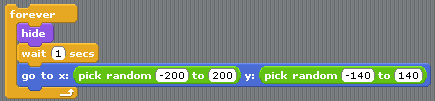 forever
hide
wait 1 secs
go to x: pick random -200 to 200 y: pick random -140 to 140